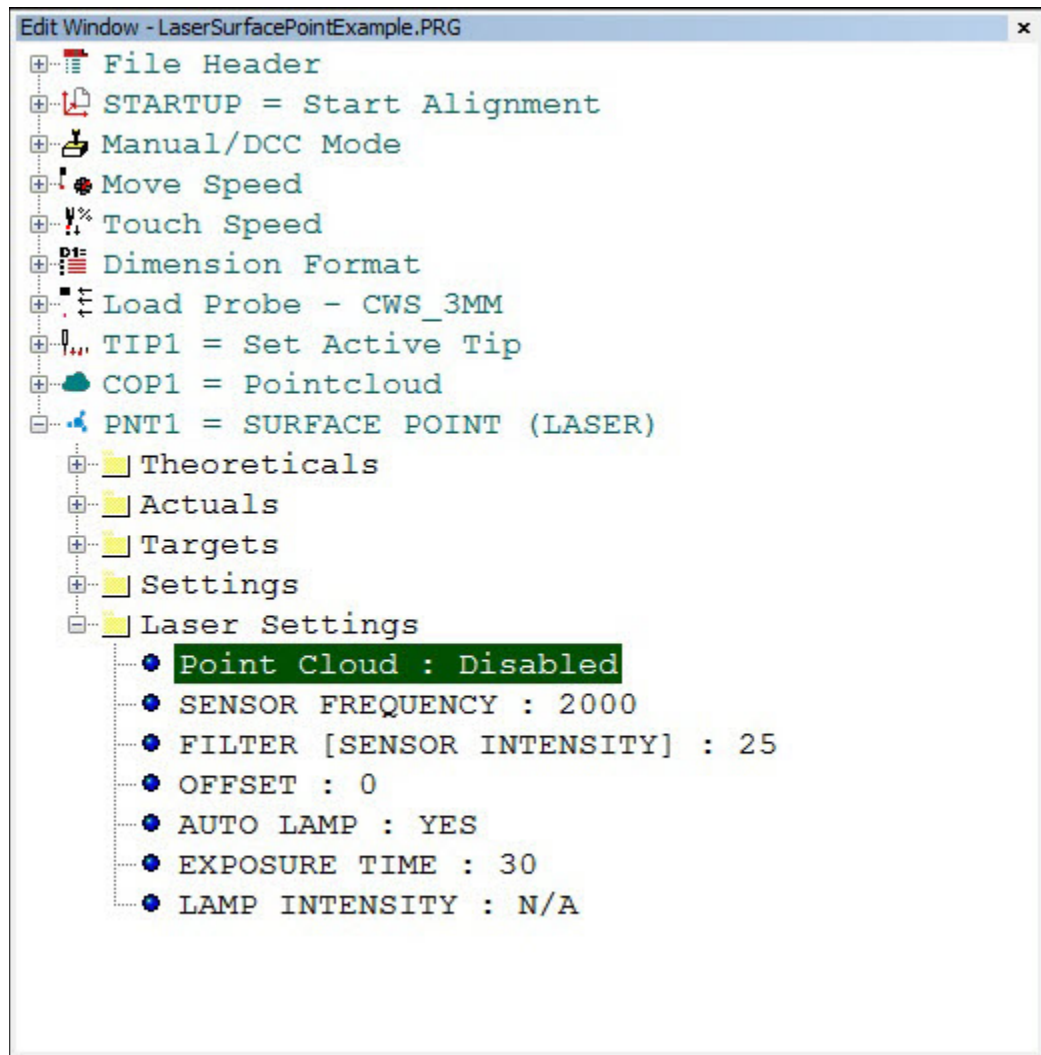 Edit Window - LaserSurfacePointExample.PRG
File Header
STARTUP = Start Alignment
Manual/DCC Mode
Move Speed
Touch Speed
Dimension Format
Load Probe - CWS_3MM
TIP1 = Set Active Tip
COP1 = Pointcloud
PNT1 = SURFACE POINT (LASER)
Theoreticals
Actuals
Targets
Settings
Laser Settings
Point Cloud : Disabled
SENSOR FREQUENCY : 2000
FILTER [SENSOR INTENSITY] : 25
OFFSET : 0
AUTO LAMP : YES
EXPOSURE TIME : 30
LAMP INTENSITY : N/A